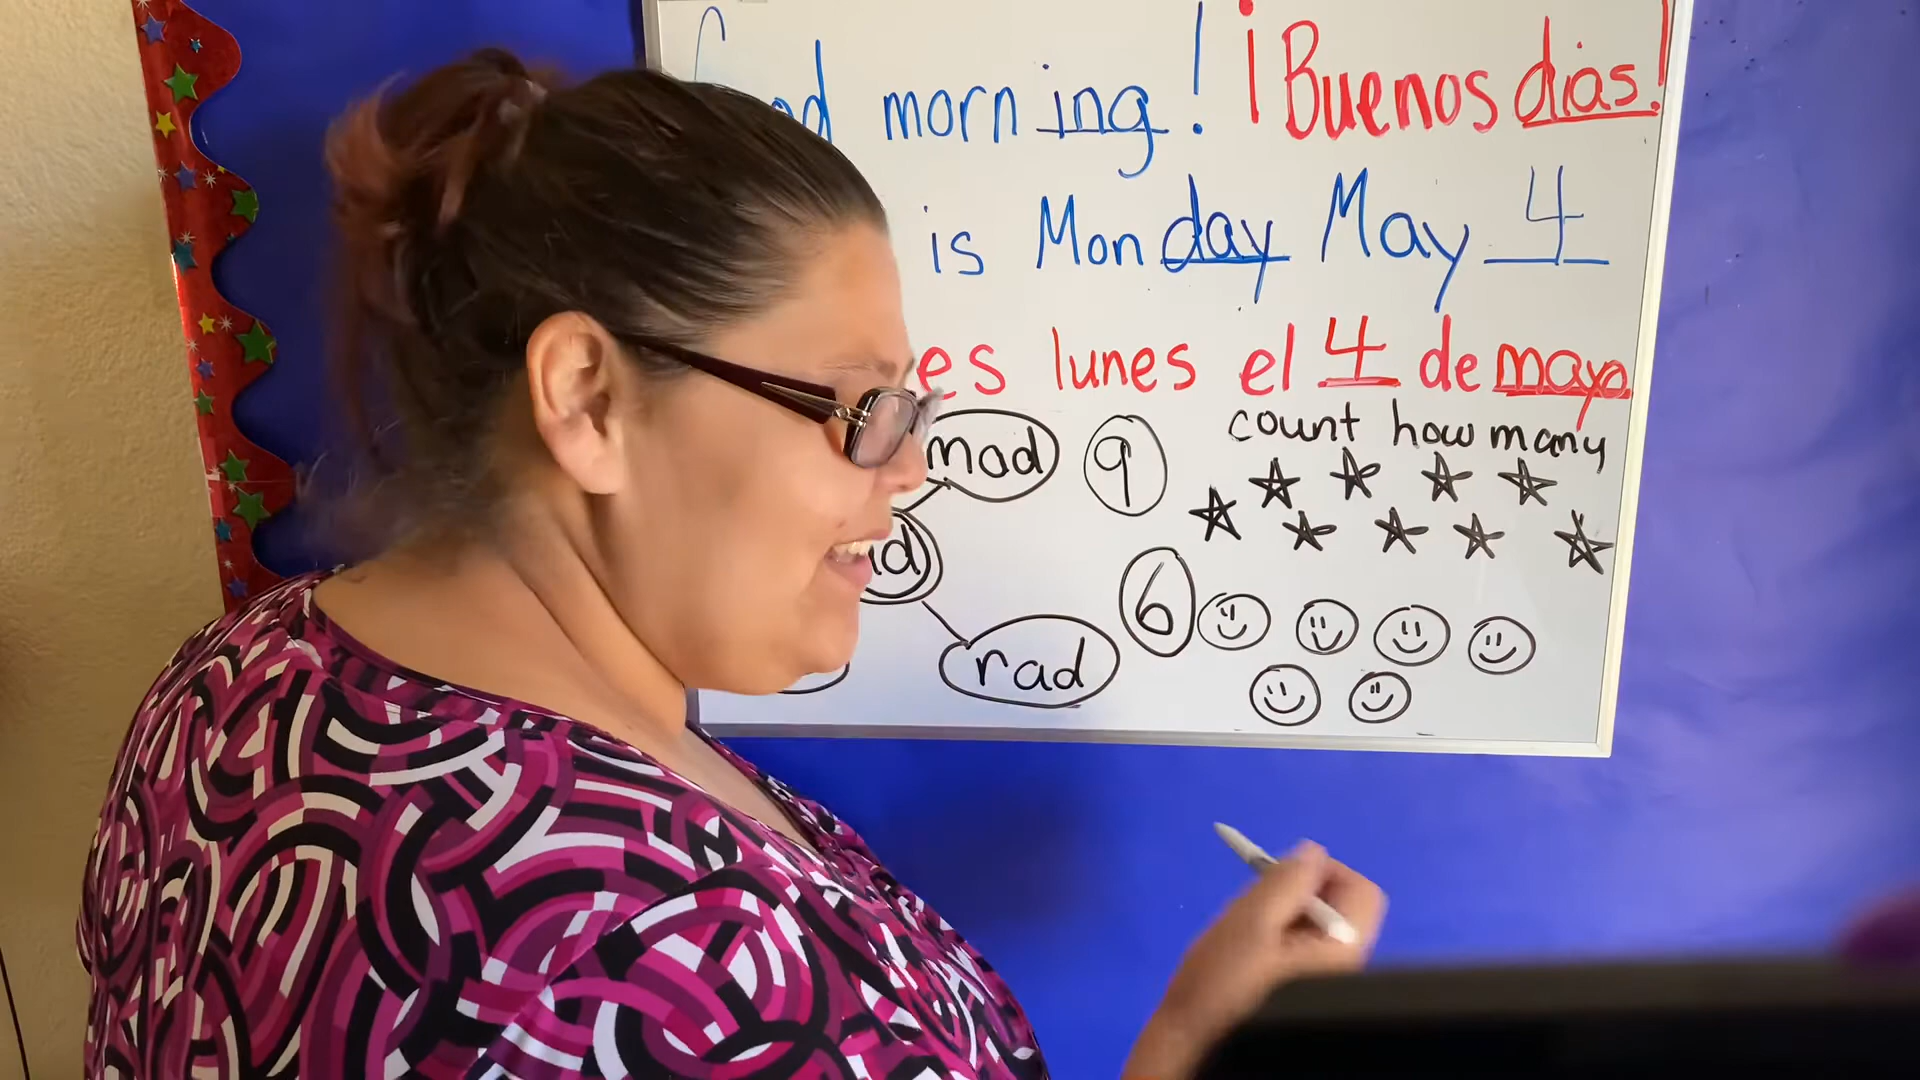 morning! ¡Buenos dias!
is Monday May 4
es lunes el 4 de mayo
count how many
mad 9
6
rad